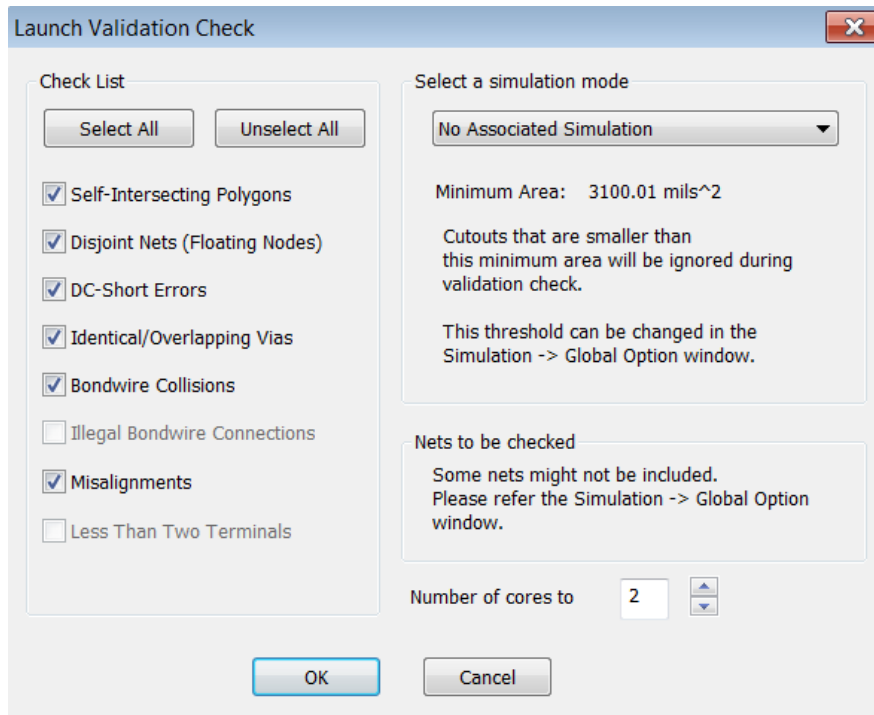 Launch Validation Check
Check List
Select All
Unselect All
Self-Intersecting Polygons
Disjoint Nets (Floating Nodes)
DC-Short Errors
Identical/Overlapping Vias
Bondwire Collisions
Illegal Bondwire Connections
Misalignments
Less Than Two Terminals
Select a simulation mode
No Associated Simulation
Minimum Area: 3100.01 mils^2
Cutouts that are smaller than
this minimum area will be ignored during
validation check.
This threshold can be changed in the
Simulation -> Global Option window.
Nets to be checked
Some nets might not be included.
Please refer the Simulation -> Global Option
window.
Number of cores to 2
OK
Cancel